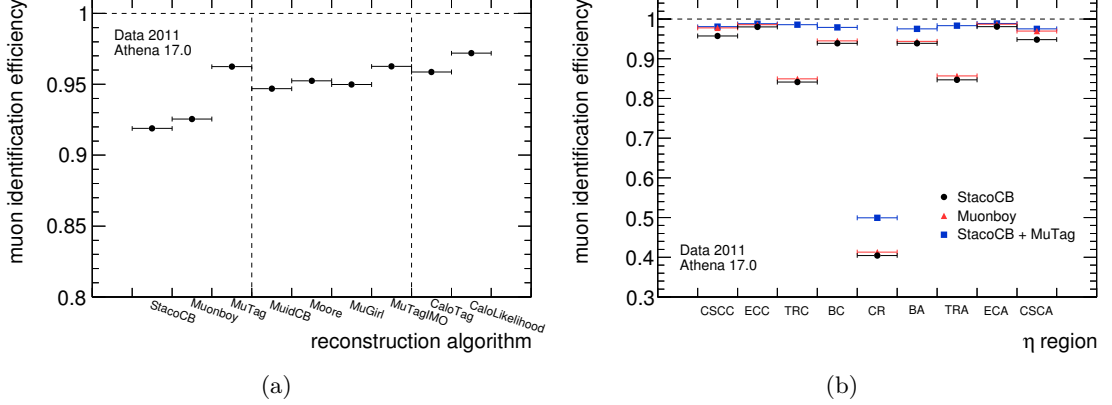 muon identification efficiency
1
0.95
0.9
0.85
0.8
Data 2011
Athena 17.0
StacoCB
Muonboy
MuTag
MuidCB
Moore
MuGirl
MuTagIMO
CaloTag
CaloLikelihood
reconstruction algorithm
(a)
muon identification efficiency
1
0.9
0.8
0.7
0.6
0.5
0.4
0.3
StacoCB
Muonboy
StacoCB + MuTag
Data 2011
Athena 17.0
CSCC ECC TRC BC CR BA TRA ECA CSCA
η region
(b)